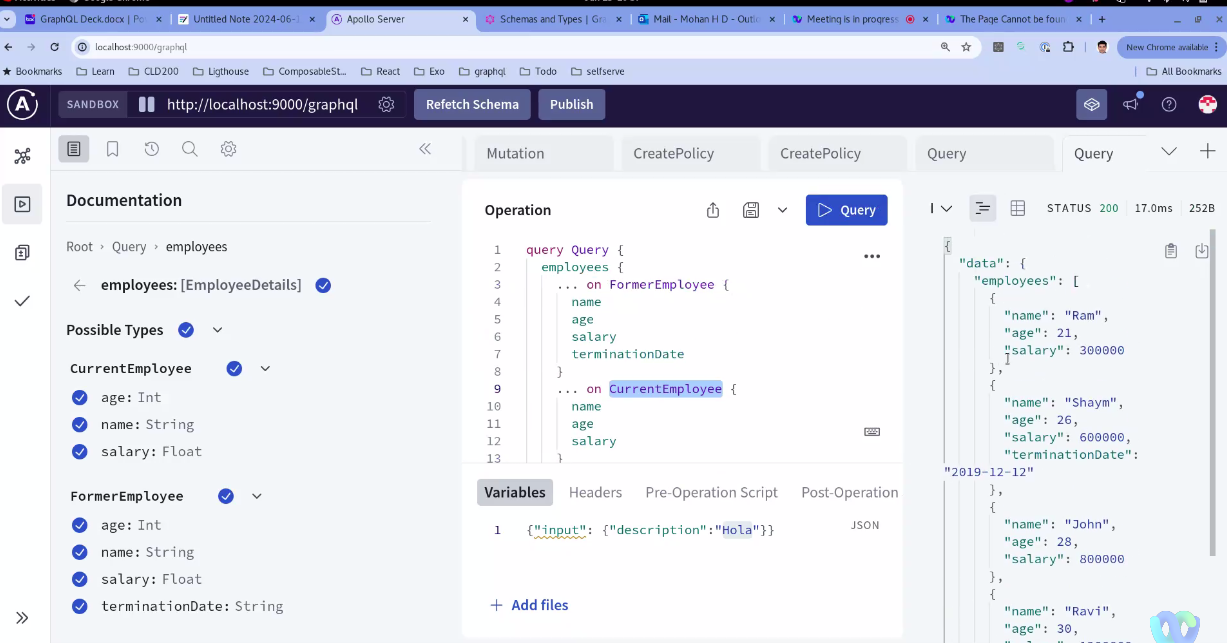 GraphQL Deck.docx | Po
Untitled Note 2024-06-1
Apollo Server
Schemas and Types | Gra
Mail - Mohan H D - Outlo
Meeting is in progress
The Page Cannot be foun
localhost:9000/graphql
New Chrome available
Bookmarks
Learn
CLD200
Ligthouse
ComposableSt...
React
Exo
graphql
Todo
selfserve
All Bookmarks
SANDBOX
http://localhost:9000/graphql
Refetch Schema
Publish
Documentation
Root › Query › employees
employees: [EmployeeDetails]
Possible Types
CurrentEmployee
age: Int
name: String
salary: Float
FormerEmployee
age: Int
name: String
salary: Float
terminationDate: String
Mutation
CreatePolicy
CreatePolicy
Query
Query
Operation
Query
1 query Query {
2 employees {
3 ... on FormerEmployee {
4 name
5 age
6 salary
7 terminationDate
8 }
9 ... on CurrentEmployee {
10 name
11 age
12 salary
13 }
Variables
Headers
Pre-Operation Script
Post-Operation
1 {"input": {"description":"Hola"}}
JSON
+ Add files
STATUS 200
17.0ms
252B
{
"data": {
"employees": [
{
"name": "Ram",
"age": 21,
"salary": 300000
},
{
"name": "Shaym",
"age": 26,
"salary": 600000,
"terminationDate":
"2019-12-12"
},
{
"name": "John",
"age": 28,
"salary": 800000
},
{
"name": "Ravi",
"age": 30,